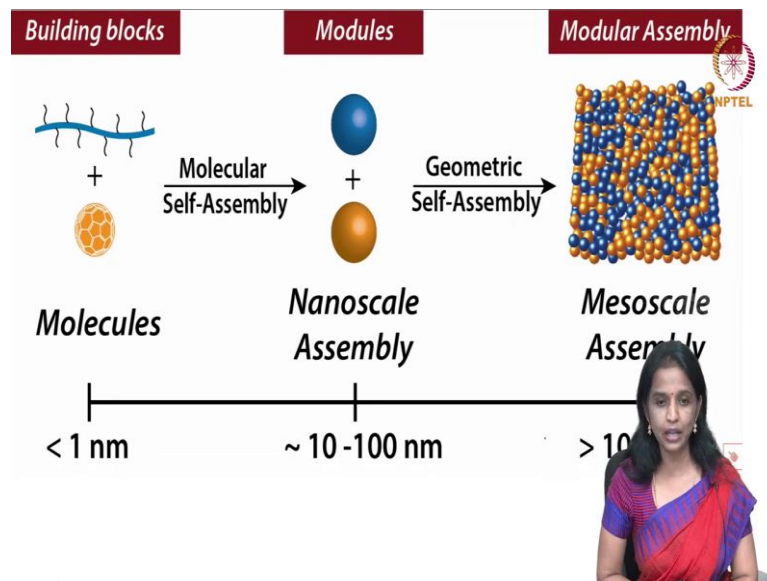 Building blocks
Modules
Modular Assembly
NPTEL
+
Molecular
Self-Assembly
+
Geometric
Self-Assembly
Molecules
Nanoscale
Assembly
Mesoscale
< 1 nm
~ 10 -100 nm